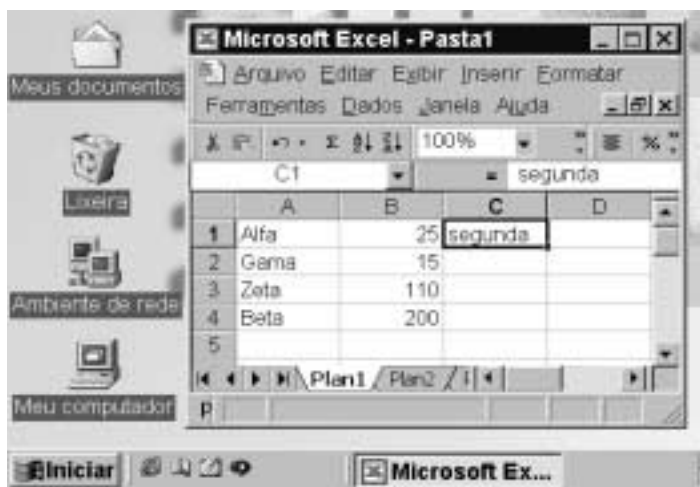 Meus documentos
Lixeira
Ambiente de rede
Meu computador
Microsoft Excel - Pasta1
Arquivo Editar Exibir Inserir Formatar
Ferramentas Dados Janela Ajuda
100%
C1 = segunda
A B C D
1 Alfa 25 segunda
2 Gama 15
3 Zeta 110
4 Beta 200
5
Plan1 Plan2
P
Iniciar
Microsoft Ex...